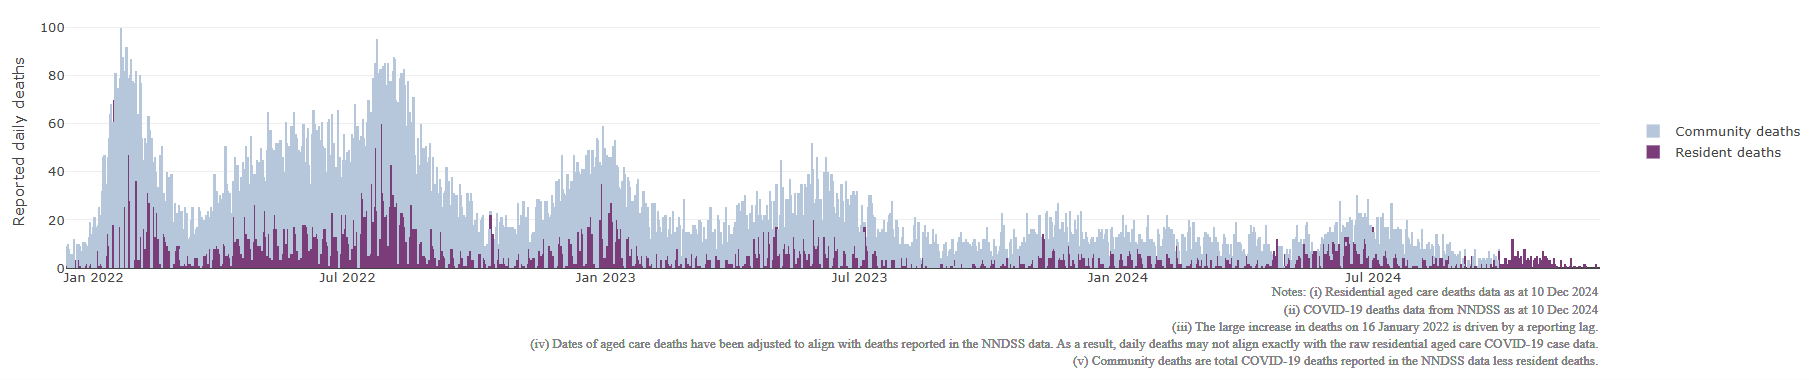 Reported daily deaths
100
80
60
40
20
0
Jan 2022
Jul 2022
Jan 2023
Jul 2023
Jan 2024
Jul 2024
Community deaths
Resident deaths
Notes: (i) Residential aged care deaths data as at 10 Dec 2024
(ii) COVID-19 deaths data from NNDSS as at 10 Dec 2024
(iii) The large increase in deaths on 16 January 2022 is driven by a reporting lag.
(iv) Dates of aged care deaths have been adjusted to align with deaths reported in the NNDSS data. As a result, daily deaths may not align exactly with the raw residential aged care COVID-19 case data.
(v) Community deaths are total COVID-19 deaths reported in the NNDSS data less resident deaths.